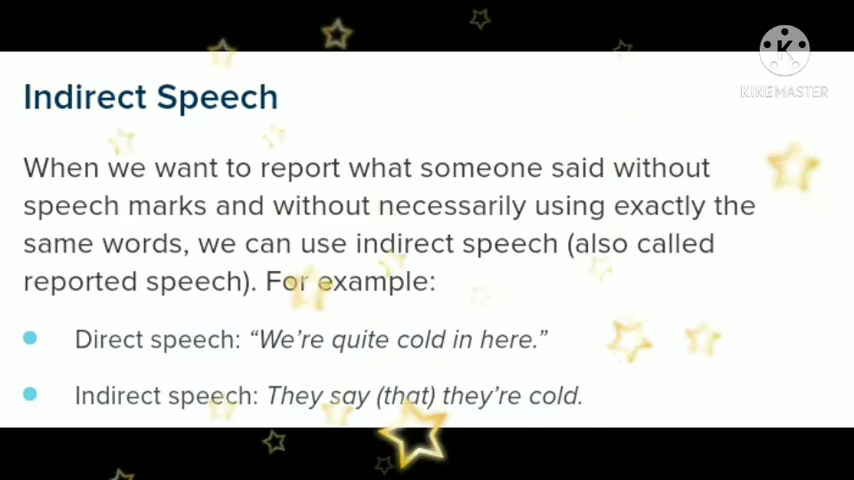 K
KINEMASTER
Indirect Speech
When we want to report what someone said without
speech marks and without necessarily using exactly the
same words, we can use indirect speech (also called
reported speech). For example:
Direct speech: “We’re quite cold in here.”
Indirect speech: They say (that) they’re cold.